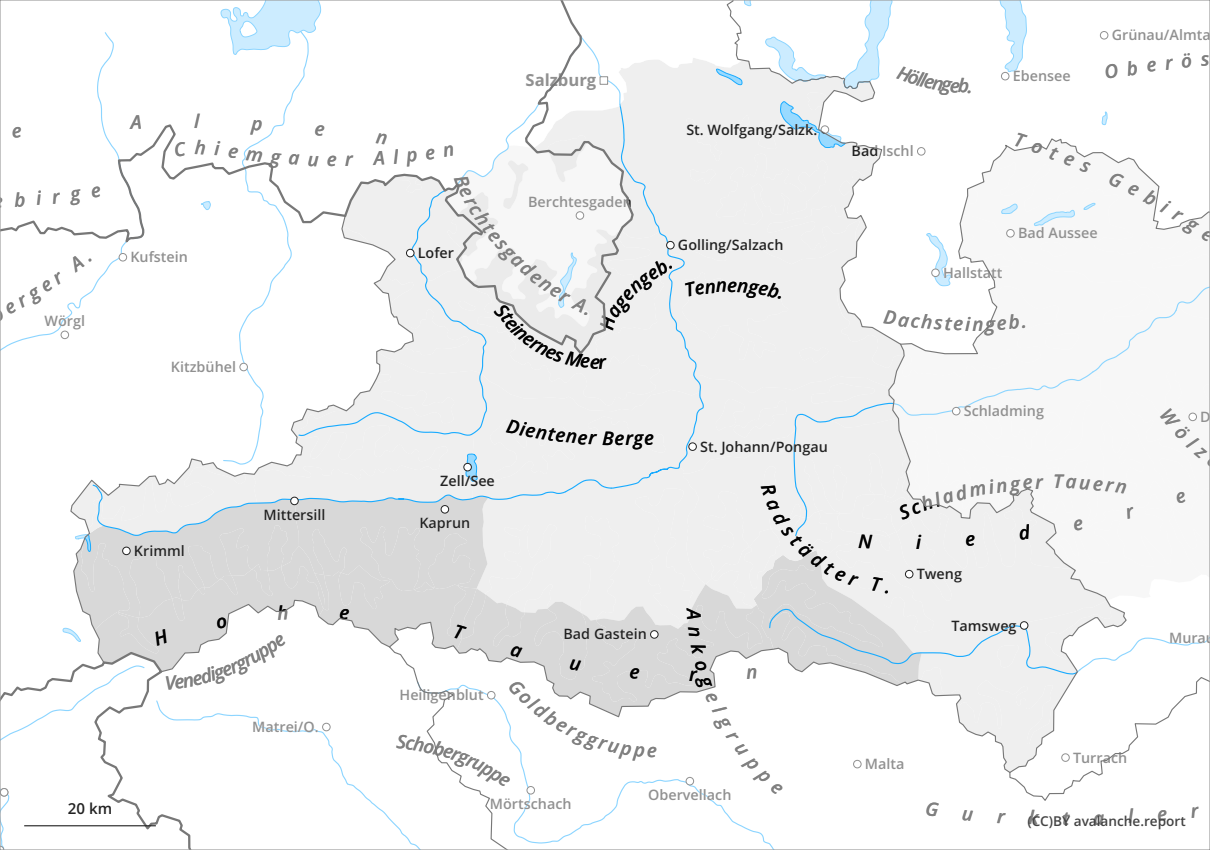 Grünau/Almta
Oberös
Höllengeb.
Ebensee
Salzburg
e
Alpen
St. Wolfgang/Salzk.
Chiemgauer Alpen
Bad Ischl
Totes Gebirge
ebirge
Berchtesgaden
Berchtesgadener A.
Bad Aussee
Golling/Salzach
Lofer
Kufstein
Hallstatt
berger A.
Hagengeb.
Tennengeb.
Steinernes Meer
Wörgl
Dachsteingeb.
Kitzbühel
Schladming
D
Wölze
Dientener Berge
St. Johann/Pongau
Zell/See
Schladminger Tauern
Mittersill
Kaprun
Radstädter T.
Nieder e
Krimml
Tweng
Hohe Tauern
Bad Gastein
Ankogelgruppe
Tamsweg
Murau
Venedigergruppe
Heiligenblut
Goldberggruppe
Matrei/O.
Schobergruppe
Turrach
Malta
Mörtschach
Obervellach
Gurktaler
20 km
(CC)BY avalanche.report